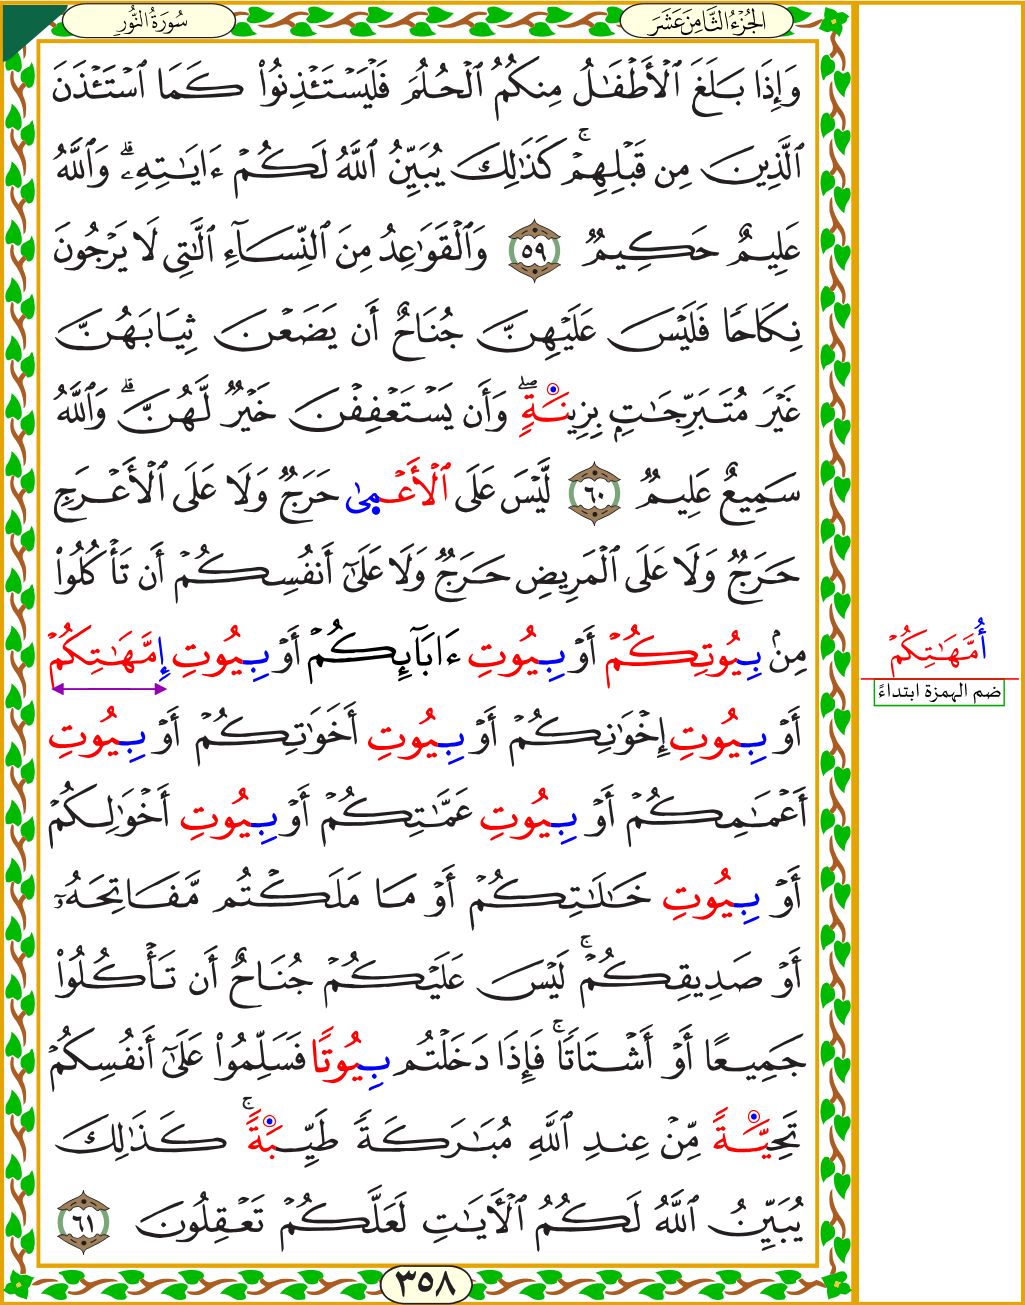 الجُزْءُ الثَّامِنَ عَشَرَ
سُورَةُ النُّورِ
وَإِذَا بَلَغَ ٱلْأَطْفَٰلُ مِنكُمُ ٱلْحُلُمَ فَلْيَسْتَـْٔذِنُوا۟ كَمَا ٱسْتَـْٔذَنَ
ٱلَّذِينَ مِن قَبْلِهِمْۚ كَذَٰلِكَ يُبَيِّنُ ٱللَّهُ لَكُمْ ءَايَٰتِهِۦۗ وَٱللَّهُ
عَلِيمٌ حَكِيمٌ ٥٩ وَٱلْقَوَٰعِدُ مِنَ ٱلنِّسَآءِ ٱلَّٰتِى لَا يَرْجُونَ
نِكَاحًا فَلَيْسَ عَلَيْهِنَّ جُنَاحٌ أَن يَضَعْنَ ثِيَابَهُنَّ
غَيْرَ مُتَبَرِّجَٰتٍۭ بِزِينَةٍۖ وَأَن يَسْتَعْفِفْنَ خَيْرٌ لَّهُنَّۗ وَٱللَّهُ
سَمِيعٌ عَلِيمٌ ٦٠ لَّيْسَ عَلَى ٱلْأَعْمِىٰ حَرَجٌ وَلَا عَلَى ٱلْأَعْرَجِ
حَرَجٌ وَلَا عَلَى ٱلْمَرِيضِ حَرَجٌ وَلَا عَلَىٰٓ أَنفُسِكُمْ أَن تَأْكُلُوا۟
مِنۢ بِيُوتِكُمْ أَوْ بِيُوتِ ءَابَآئِكُمْ أَوْ بِيُوتِ إِمَّهَٰتِكُمْ
أَوْ بِيُوتِ إِخْوَٰنِكُمْ أَوْ بِيُوتِ أَخَوَٰتِكُمْ أَوْ بِيُوتِ
أَعْمَٰمِكُمْ أَوْ بِيُوتِ عَمَّٰتِكُمْ أَوْ بِيُوتِ أَخْوَٰلِكُمْ
أَوْ بِيُوتِ خَٰلَٰتِكُمْ أَوْ مَا مَلَكْتُم مَّفَاتِحَهُۥٓ
أَوْ صَدِيقِكُمْۚ لَيْسَ عَلَيْكُمْ جُنَاحٌ أَن تَأْكُلُوا۟
جَمِيعًا أَوْ أَشْتَاتًاۚ فَإِذَا دَخَلْتُم بِيُوتًا فَسَلِّمُوا۟ عَلَىٰٓ أَنفُسِكُمْ
تَحِيَّةً مِّنْ عِندِ ٱللَّهِ مُبَٰرَكَةً طَيِّبَةًۚ كَذَٰلِكَ
يُبَيِّنُ ٱللَّهُ لَكُمُ ٱلْأَيَٰتِ لَعَلَّكُمْ تَعْقِلُونَ ٦١
٣٥٨
أُمَّهَٰتِكُمْ
ضم الهمزة ابتداءً